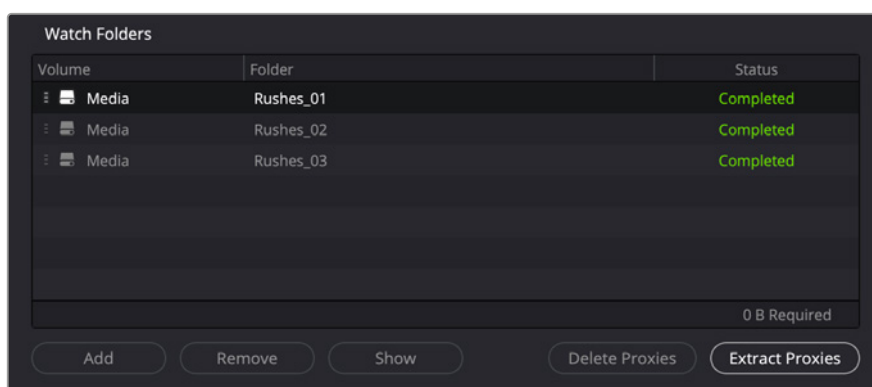 Watch Folders
Volume Folder Status
Media Rushes_01 Completed
Media Rushes_02 Completed
Media Rushes_03 Completed
0 B Required
Add Remove Show Delete Proxies Extract Proxies